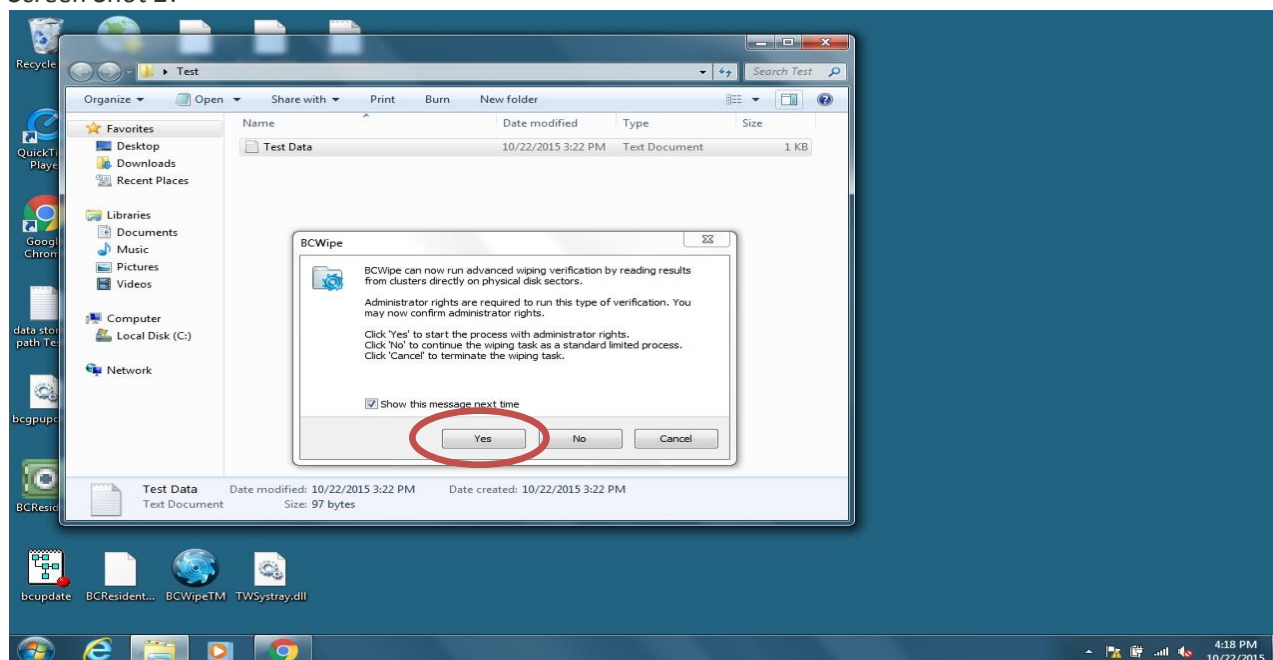 Recycle
Test
Search Test
Organize Open Share with Print Burn New folder
Name Date modified Type Size
Favorites
Desktop
Downloads
Recent Places
Test Data 10/22/2015 3:22 PM Text Document 1 KB
Libraries
Documents
Music
Pictures
Videos
Computer
Local Disk (C:)
Network
BCWipe
BCWipe can now run advanced wiping verification by reading results
from clusters directly on physical disk sectors.
Administrator rights are required to run this type of verification. You
may now confirm administrator rights.
Click 'Yes' to start the process with administrator rights.
Click 'No' to continue the wiping task as a standard limited process.
Click 'Cancel' to terminate the wiping task.
Show this message next time
Yes No Cancel
Test Data Date modified: 10/22/2015 3:22 PM Date created: 10/22/2015 3:22 PM
Text Document Size: 97 bytes
QuickTi
Playe
Googl
Chrom
data stor
path Te
bcgpupd
BCResid
bcupdate BCResident... BCWipeTM TWSystray.dll
4:18 PM
10/22/2015